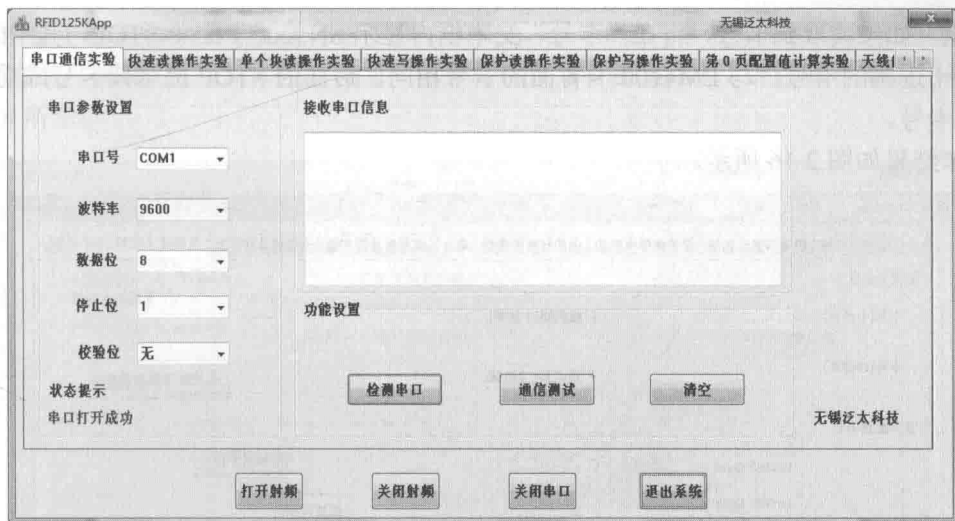 RFID125KApp 无锡泛太科技
串口通信实验 快速读操作实验 单个块读操作实验 快速写操作实验 保护读操作实验 保护写操作实验 第 0 页配置值计算实验 天线
串口参数设置 接收串口信息
串口号 COM1
波特率 9600
数据位 8
停止位 1
功能设置
校验位 无
状态提示 检测串口 通信测试 清空
串口打开成功 无锡泛太科技
打开射频 关闭射频 关闭串口 退出系统